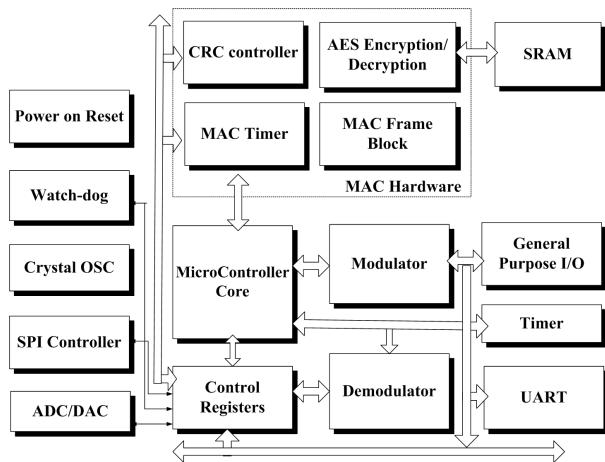 CRC controller
AES Encryption/
Decryption
SRAM
Power on Reset
MAC Timer
MAC Frame
Block
MAC Hardware
Watch-dog
Crystal OSC
MicroController
Core
Modulator
General
Purpose I/O
SPI Controller
Timer
ADC/DAC
Control
Registers
Demodulator
UART